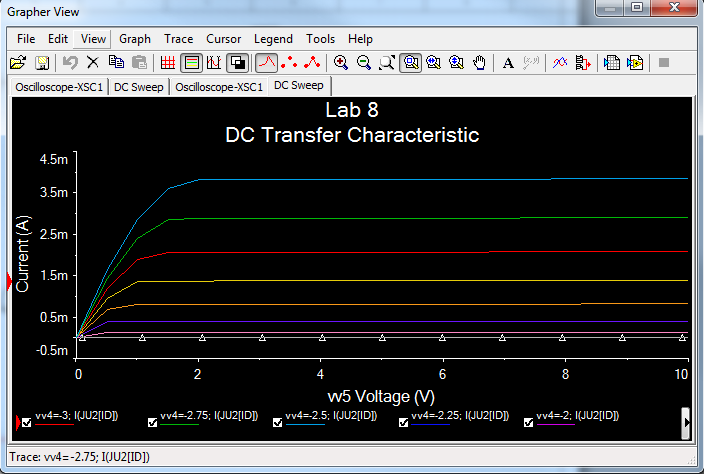 Grapher View
File Edit View Graph Trace Cursor Legend Tools Help
A (x,y)
Oscilloscope-XSC1 DC Sweep Oscilloscope-XSC1 DC Sweep
Lab 8
DC Transfer Characteristic
4.5m
3.5m
2.5m
1.5m
0.5m
-0.5m
Current (A)
0 2 4 6 8 10
vv5 Voltage (V)
vv4=-3; I(JU2[ID]) vv4=-2.75; I(JU2[ID]) vv4=-2.5; I(JU2[ID]) vv4=-2.25; I(JU2[ID]) vv4=-2; I(JU2[ID])
Trace: vv4=-2.75; I(JU2[ID])